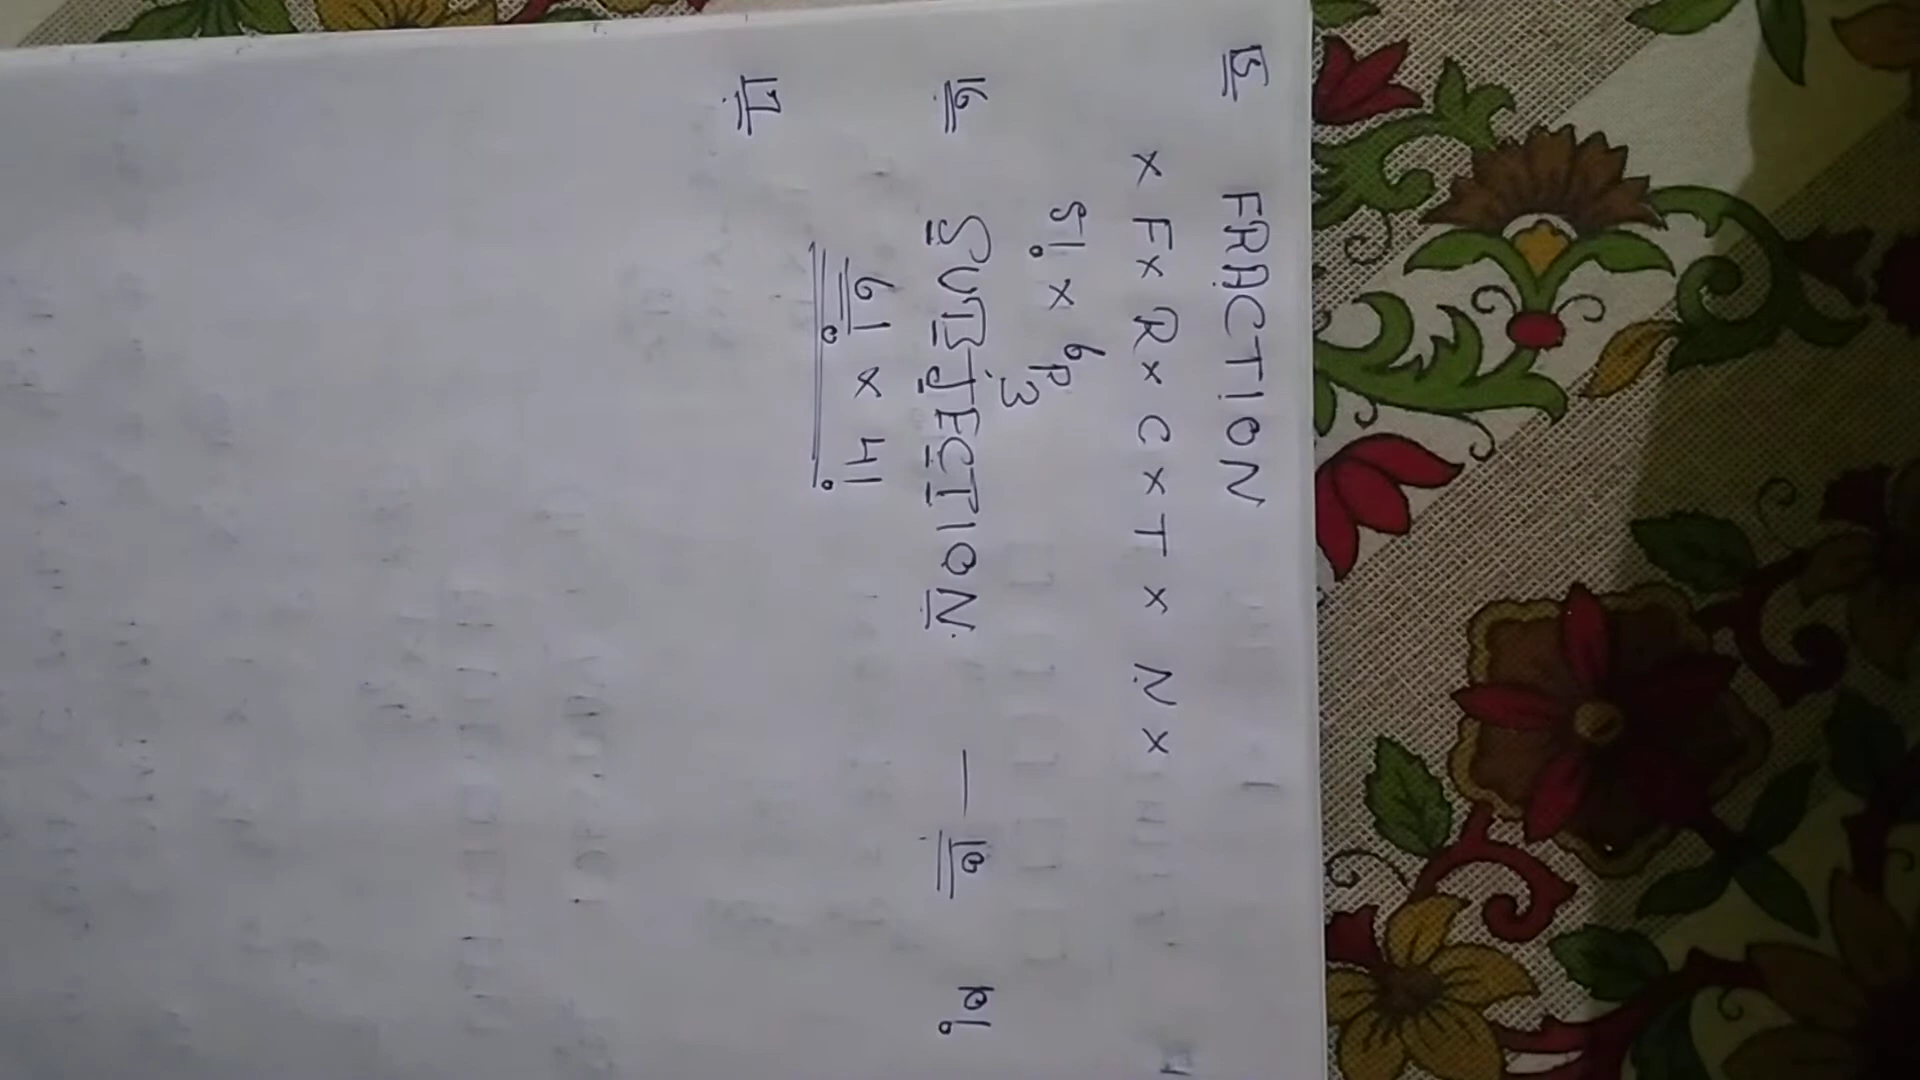 15 FRACTION
× F × R × C × T × N ×
5! × 6P3
16 SUBJECTION — 10 10!
6! × 4!
17